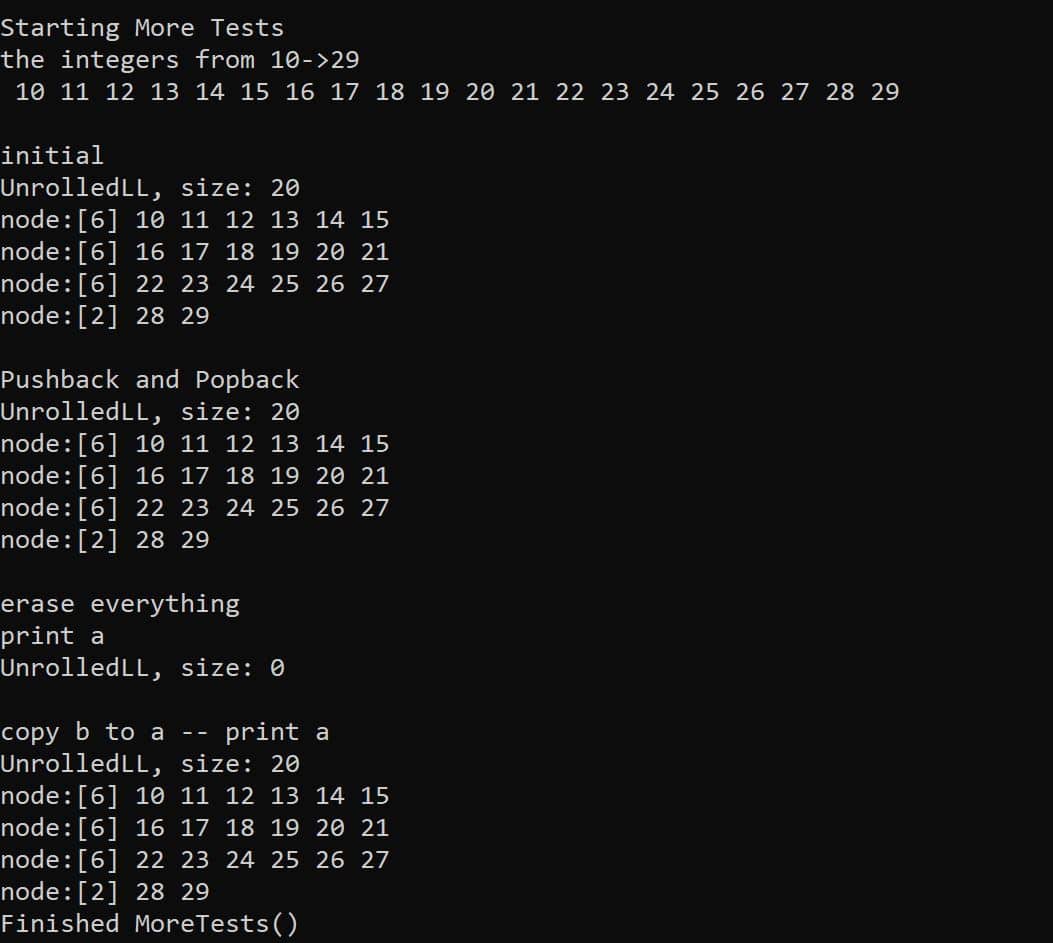 Starting More Tests
the integers from 10->29
 10 11 12 13 14 15 16 17 18 19 20 21 22 23 24 25 26 27 28 29
initial
UnrolledLL, size: 20
node:[6] 10 11 12 13 14 15
node:[6] 16 17 18 19 20 21
node:[6] 22 23 24 25 26 27
node:[2] 28 29
Pushback and Popback
UnrolledLL, size: 20
node:[6] 10 11 12 13 14 15
node:[6] 16 17 18 19 20 21
node:[6] 22 23 24 25 26 27
node:[2] 28 29
erase everything
print a
UnrolledLL, size: 0
copy b to a -- print a
UnrolledLL, size: 20
node:[6] 10 11 12 13 14 15
node:[6] 16 17 18 19 20 21
node:[6] 22 23 24 25 26 27
node:[2] 28 29
Finished MoreTests()